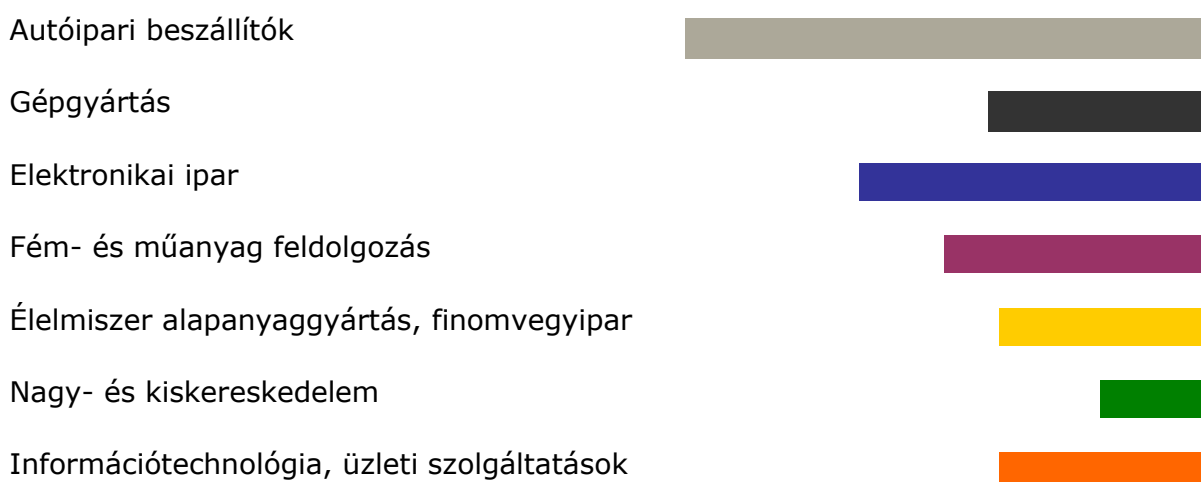 Autóipari beszállítók
Gépgyártás
Elektronikai ipar
Fém- és műanyag feldolgozás
Élelmiszer alapanyaggyártás, finomvegyipar
Nagy- és kiskereskedelem
Információtechnológia, üzleti szolgáltatások